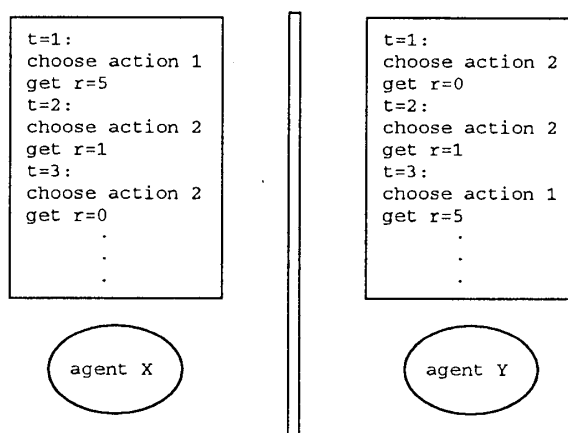 t=1:
choose action 1
get r=5
t=2:
choose action 2
get r=1
t=3:
choose action 2
get r=0
.
.
.
agent X
t=1:
choose action 2
get r=0
t=2:
choose action 2
get r=1
t=3:
choose action 1
get r=5
.
.
.
agent Y